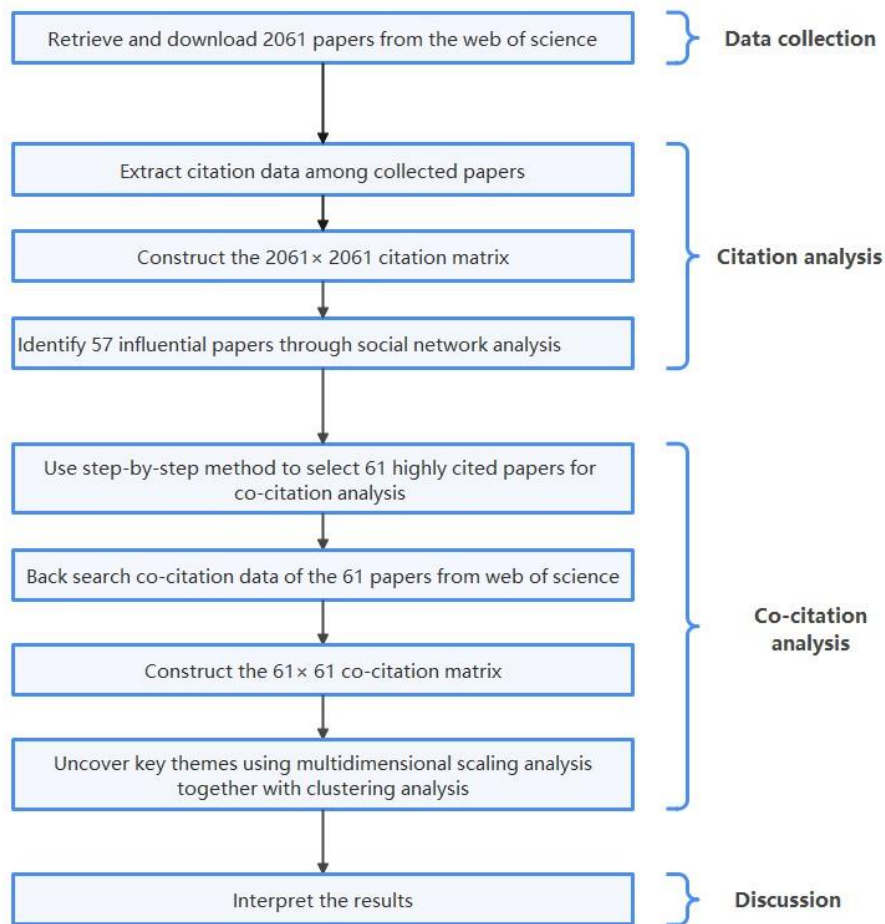 Retrieve and download 2061 papers from the web of science
Data collection
Extract citation data among collected papers
Construct the 2061× 2061 citation matrix
Citation analysis
Identify 57 influential papers through social network analysis
Use step-by-step method to select 61 highly cited papers for
co-citation analysis
Back search co-citation data of the 61 papers from web of science
Co-citation
analysis
Construct the 61× 61 co-citation matrix
Uncover key themes using multidimensional scaling analysis
together with clustering analysis
Interpret the results
Discussion